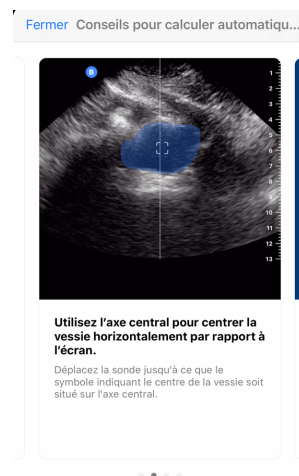 Fermer Conseils pour calculer automatiqu...
B
1
2
3
4
5
6
7
8
9
10
11
12
13
Utilisez l'axe central pour centrer la
vessie horizontalement par rapport à
l'écran.
Déplacez la sonde jusqu'à ce que le
symbole indiquant le centre de la vessie soit
situé sur l'axe central.